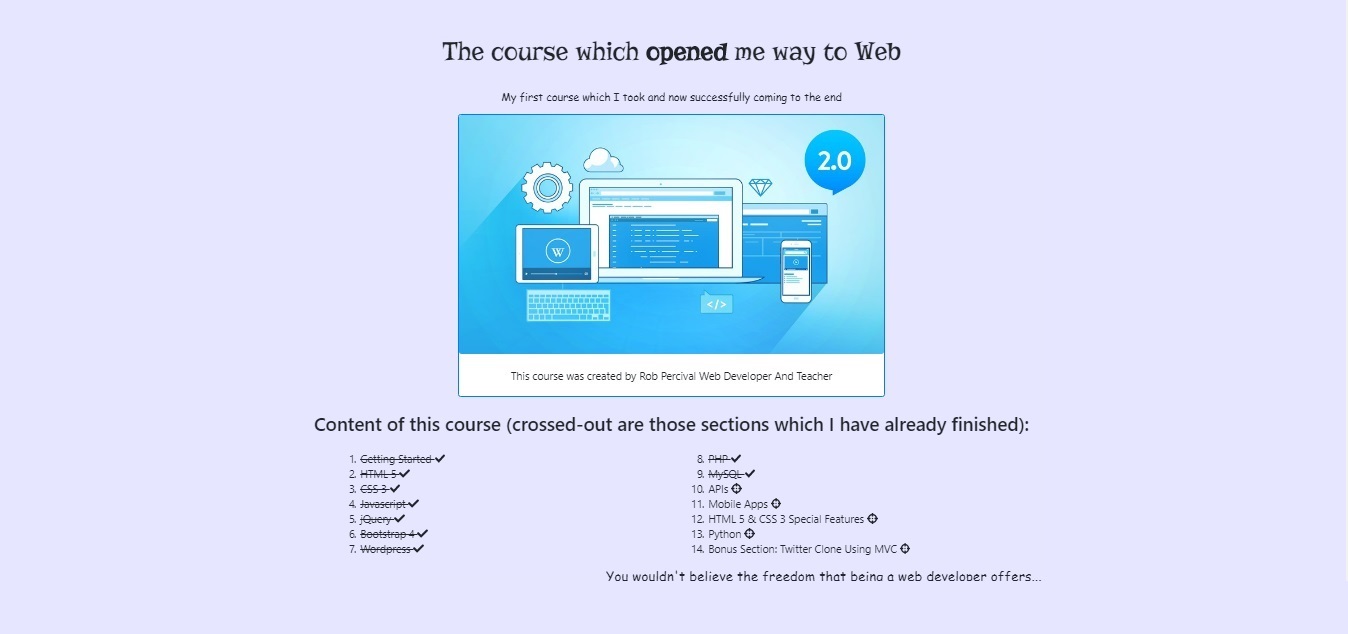 The course which opened me way to Web
My first course which I took and now successfully coming to the end
2.0
W
</>
This course was created by Rob Percival Web Developer And Teacher
Content of this course (crossed-out are those sections which I have already finished):
1. Getting Started
2. HTML 5
3. CSS 3
4. Javascript
5. jQuery
6. Bootstrap 4
7. Wordpress
8. PHP
9. MySQL
10. APIs
11. Mobile Apps
12. HTML 5 & CSS 3 Special Features
13. Python
14. Bonus Section: Twitter Clone Using MVC
You wouldn't believe the freedom that being a web developer offers...